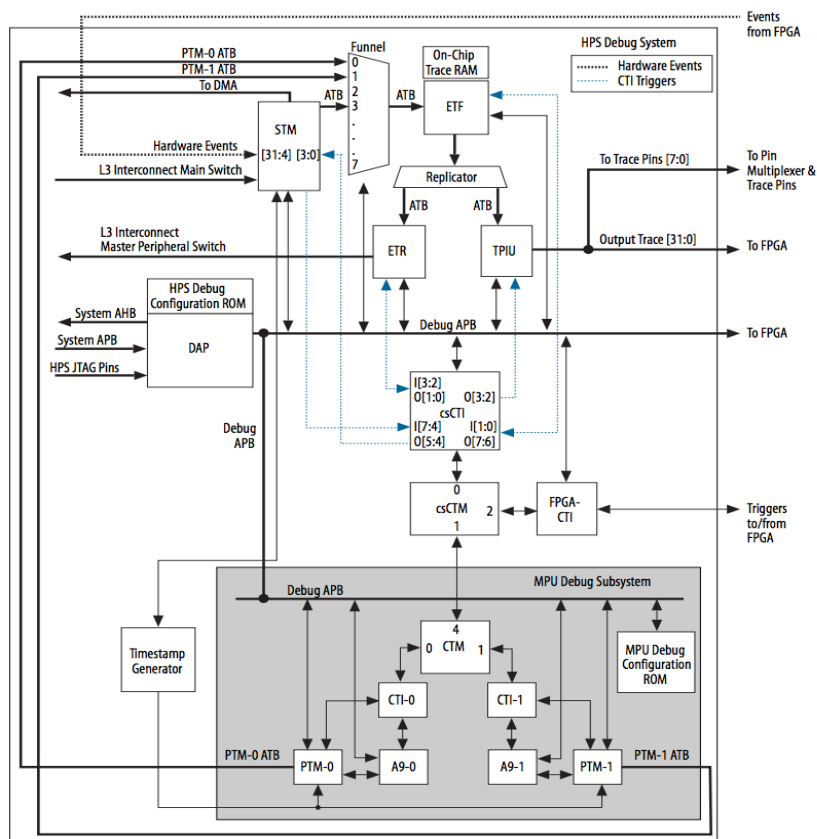 Events
from FPGA
HPS Debug System
Hardware Events
CTI Triggers
PTM-0 ATB
PTM-1 ATB
To DMA
Funnel
0
1
2
3
.
.
.
7
On-Chip
Trace RAM
ATB
ATB
ETF
STM
[31:4] [3:0]
Hardware Events
L3 Interconnect Main Switch
Replicator
ATB
ATB
To Trace Pins [7:0]
To Pin
Multiplexer &
Trace Pins
L3 Interconnect
Master Peripheral Switch
ETR
TPIU
Output Trace [31:0]
To FPGA
HPS Debug
Configuration ROM
System AHB
System APB
HPS JTAG Pins
DAP
Debug APB
To FPGA
I[3:2]
O[1:0] O[3:2]
csCTI
I[7:4] I[1:0]
O[5:4] O[7:6]
Debug
APB
0
csCTM 2
1
FPGA-
CTI
Triggers
to/from
FPGA
Debug APB
MPU Debug Subsystem
Timestamp
Generator
4
0 CTM 1
MPU Debug
Configuration
ROM
CTI-0
CTI-1
PTM-0 ATB
PTM-0
A9-0
A9-1
PTM-1
PTM-1 ATB